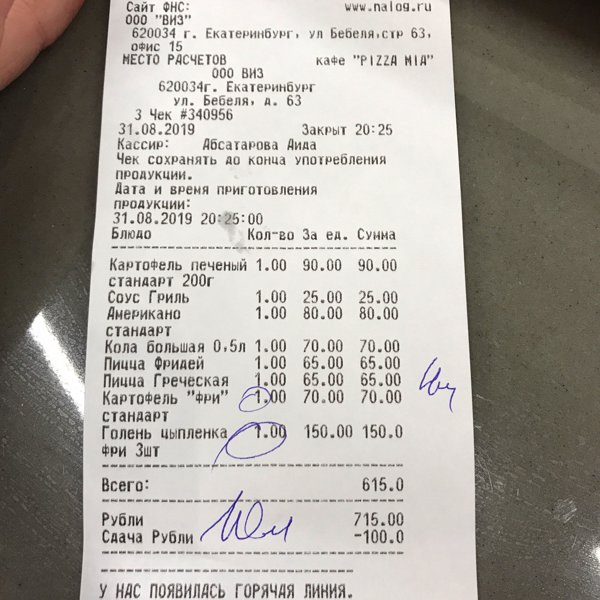 Сайт ФНС: www.nalog.ru
ООО "ВИЗ"
620034 г. Екатеринбург, ул Бебеля,стр 63,
офис 15
МЕСТО РАСЧЕТОВ кафе "PIZZA MIA"
ООО ВИЗ
620034г. Екатеринбург
ул. Бебеля, д. 63
3 Чек #340956
31.08.2019 Закрыт 20:25
Кассир: Абсатарова Аида
Чек сохранять до конца употребления
продукции.
Дата и время приготовления
продукции:
31.08.2019 20:25:00
Блюдо Кол-во За ед. Сумма
Картофель печеный 1.00 90.00 90.00
стандарт 200г
Соус Гриль 1.00 25.00 25.00
Американо 1.00 80.00 80.00
стандарт
Кола большая 0,5л 1.00 70.00 70.00
Пицца Фридей 1.00 65.00 65.00
Пицца Греческая 1.00 65.00 65.00
Картофель "фри" 1.00 70.00 70.00
стандарт
Голень цыпленка 1.00 150.00 150.0
фри 3шт
Всего: 615.0
Рубли 715.00
Сдача Рубли -100.0
У НАС ПОЯВИЛАСЬ ГОРЯЧАЯ ЛИНИЯ.